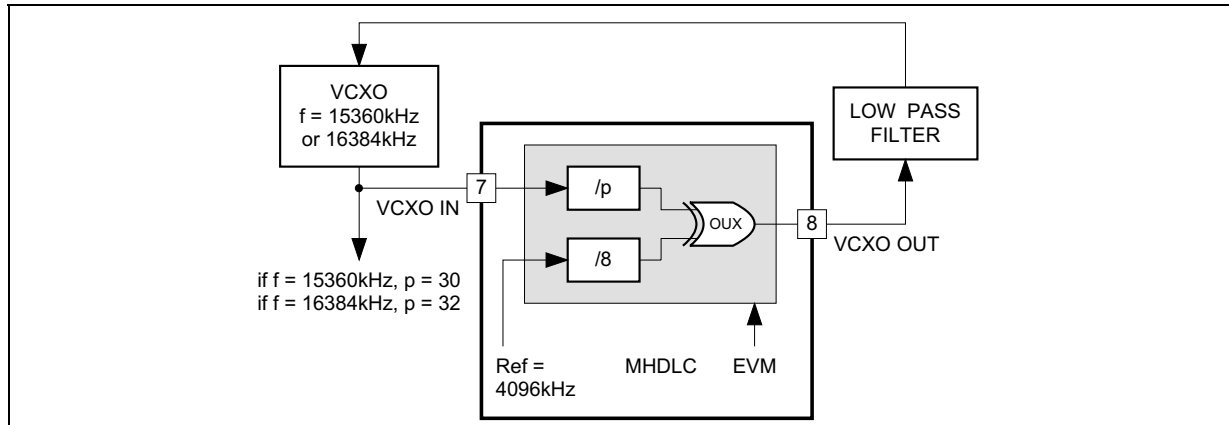 VCXO
f = 15360kHz
or 16384kHz
LOW PASS
FILTER
7
/p
OUX
8
VCXO IN
VCXO OUT
/8
if f = 15360kHz, p = 30
if f = 16384kHz, p = 32
Ref =
4096kHz
MHDLC
EVM